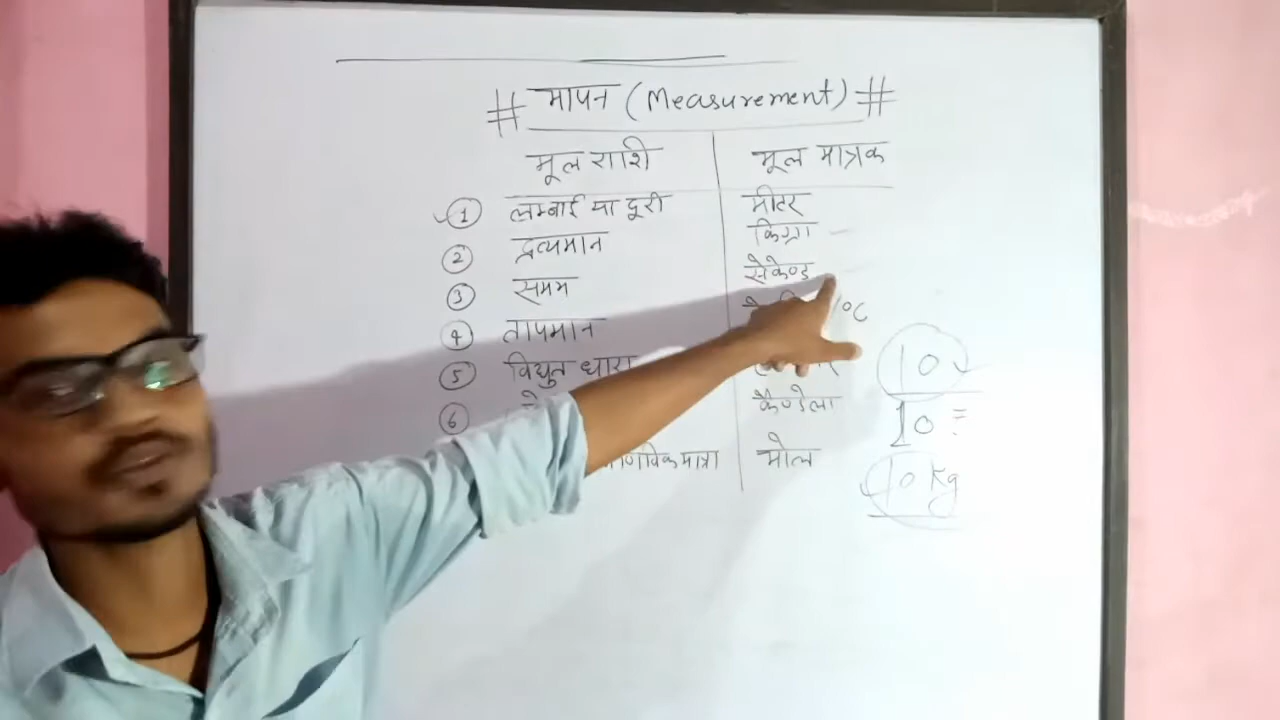 # मापन (Measurement) #
मूल राशि मूल मात्रक
1 लम्बाई या दूरी मीटर
2 द्रव्यमान किग्रा
3 समय सेकेण्ड
4 तापमान /°C
5 विद्युत धारा
6 कैण्डेला
मोल
10
10 =
10 kg